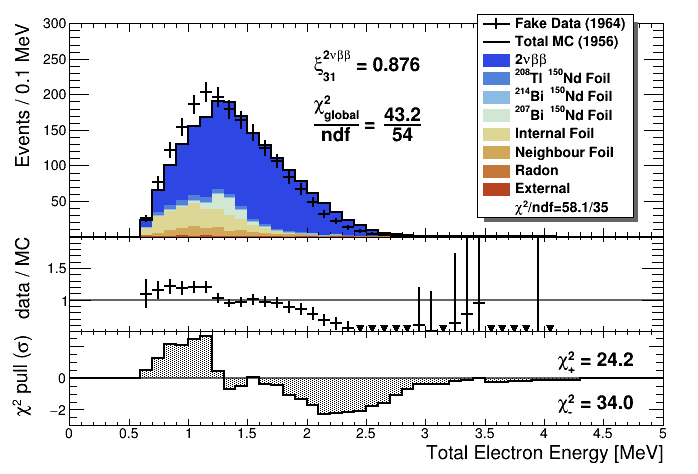 300
250
200
150
100
50
Events / 0.1 MeV
ξ³¹ 2νββ = 0.876
χ² global / ndf = 43.2 / 54
Fake Data (1964)
Total MC (1956)
2νββ
²⁰⁸Tl ¹⁵⁰Nd Foil
²¹⁴Bi ¹⁵⁰Nd Foil
²⁰⁷Bi ¹⁵⁰Nd Foil
Internal Foil
Neighbour Foil
Radon
External
χ²/ndf=58.1/35
1.5
1
data / MC
0
−2
χ² pull (σ)
χ²₊ = 24.2
χ²₋ = 34.0
0 0.5 1 1.5 2 2.5 3 3.5 4 4.5 5
Total Electron Energy [MeV]